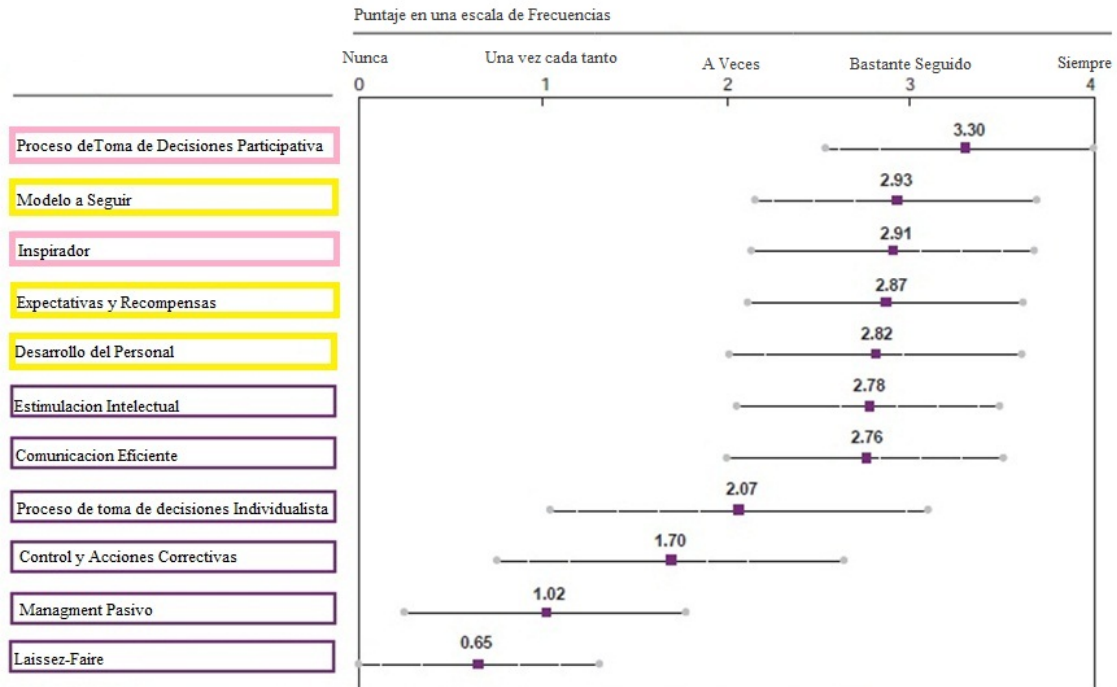 Puntaje en una escala de Frecuencias
Nunca Una vez cada tanto A Veces Bastante Seguido Siempre
0 1 2 3 4
Proceso deToma de Decisiones Participativa 3.30
Modelo a Seguir 2.93
Inspirador 2.91
Expectativas y Recompensas 2.87
Desarrollo del Personal 2.82
Estimulacion Intelectual 2.78
Comunicacion Eficiente 2.76
Proceso de toma de decisiones Individualista 2.07
Control y Acciones Correctivas 1.70
Managment Pasivo 1.02
Laissez-Faire 0.65